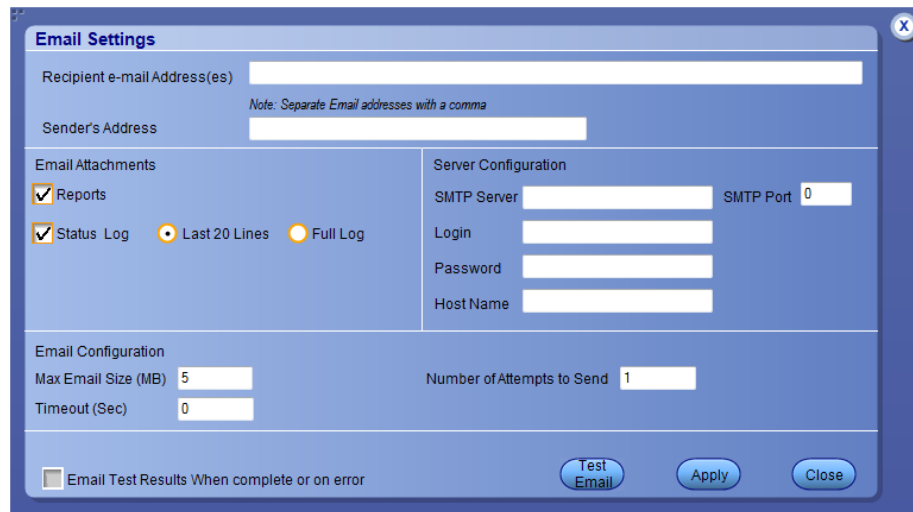 Email Settings
X
Recipient e-mail Address(es)
Note: Separate Email addresses with a comma
Sender's Address
Email Attachments
Reports
Status Log Last 20 Lines Full Log
Server Configuration
SMTP Server SMTP Port 0
Login
Password
Host Name
Email Configuration
Max Email Size (MB) 5 Number of Attempts to Send 1
Timeout (Sec) 0
Email Test Results When complete or on error
Test
Email
Apply
Close